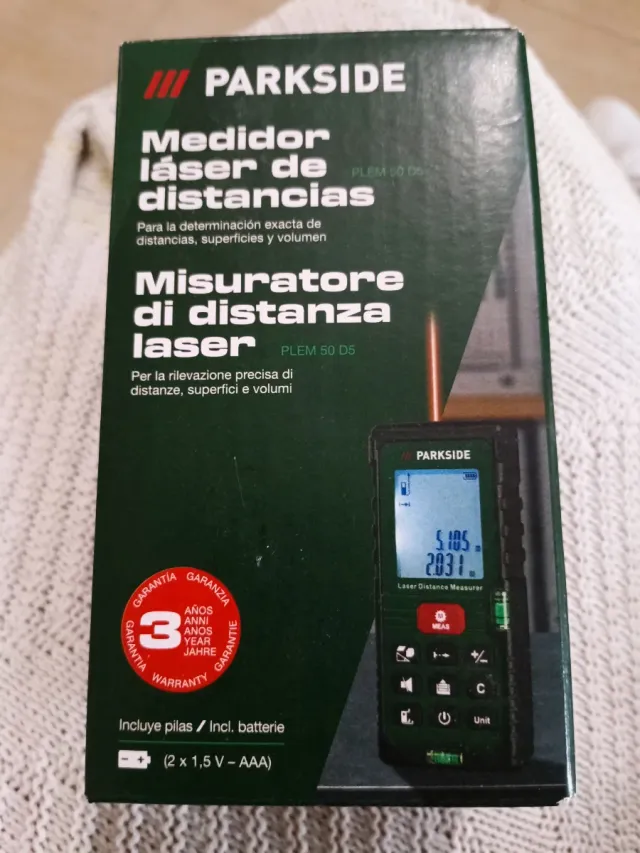 PARKSIDE
Medidor
láser de
distancias
PLEM 50 D5
Para la determinación exacta de
distancias, superficies y volumen
Misuratore
di distanza
laser
PLEM 50 D5
Per la rilevazione precisa di
distanze, superfici e volumi
PARKSIDE
5.105 m
2.031 m
Laser Distance Measurer
MEAS
+/-
C
Unit
GARANTÍA GARANZIA
GARANTIA GARANTIE
WARRANTY
3
AÑOS
ANNI
ANOS
YEAR
JAHRE
Incluye pilas / Incl. batterie
(2 x 1,5 V – AAA)